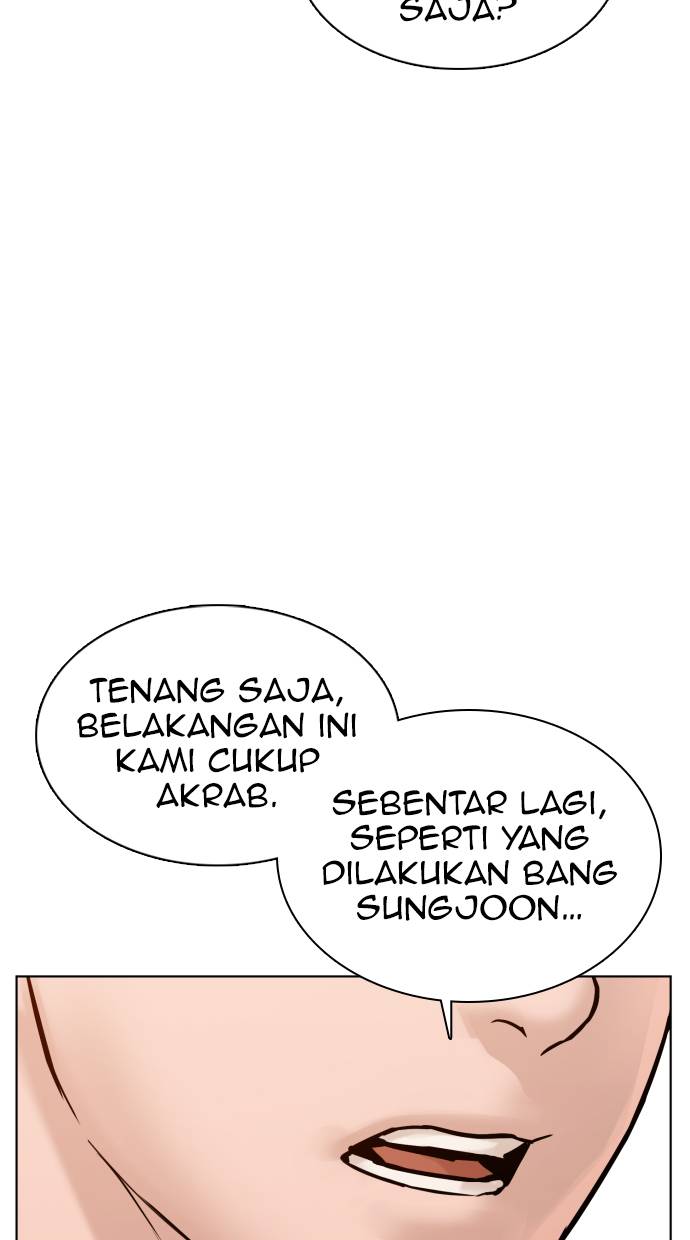 SAJA?
TENANG SAJA,
BELAKANGAN INI
KAMI CUKUP
AKRAB.
SEBENTAR LAGI,
SEPERTI YANG
DILAKUKAN BANG
SUNGJOON...